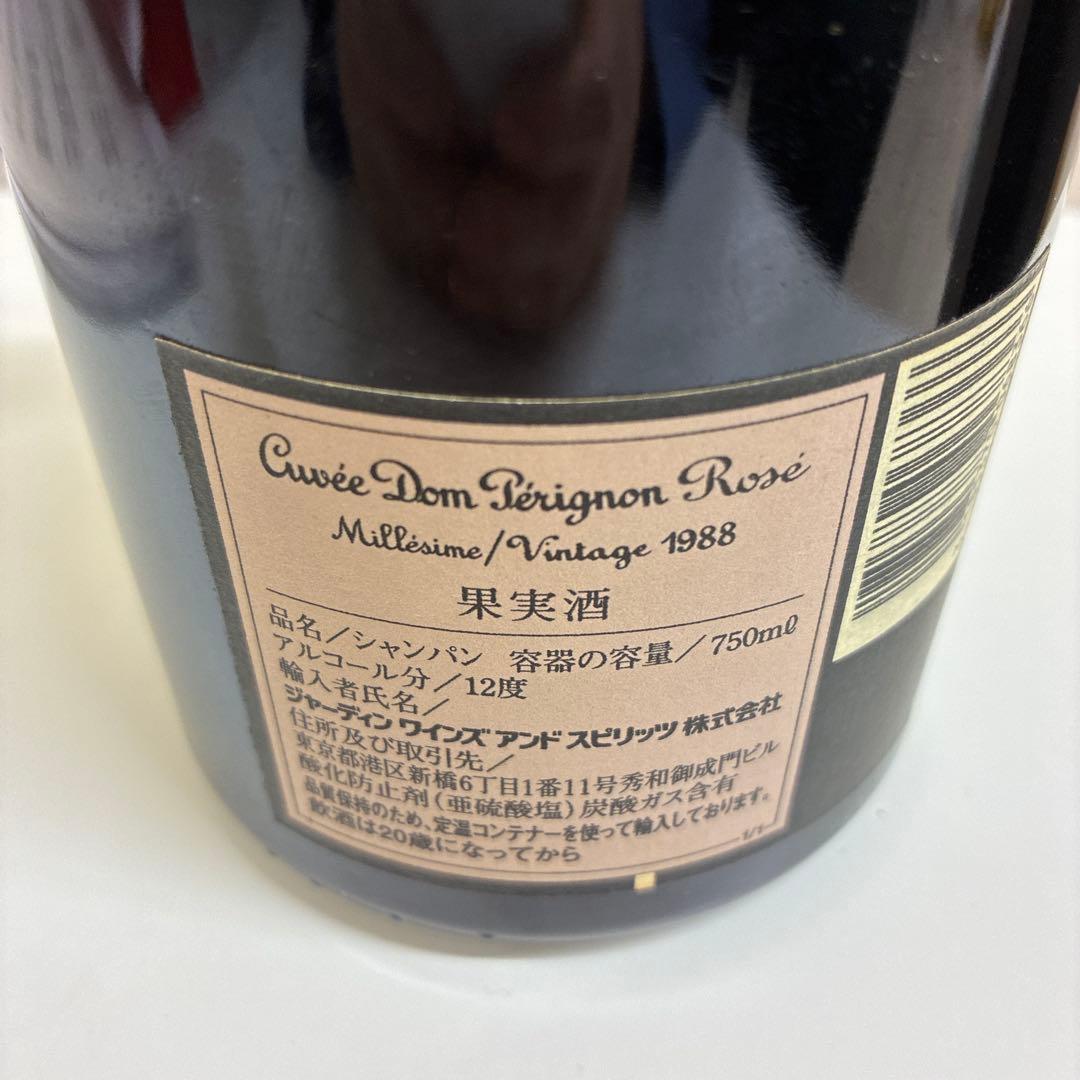 Cuvée Dom Pérignon Rosé
Millésime/Vintage 1988
果実酒
品名/シャンパン 容器の容量/750mℓ
アルコール分/12度
輸入者氏名/
ジャーディン ワインズ アンド スピリッツ 株式会社
住所及び取引先/
東京都港区新橋6丁目1番11号秀和御成門ビル
酸化防止剤(亜硫酸塩)炭酸ガス含有
品質保持のため、定温コンテナーを使って輸入しております。
飲酒は20歳になってから
1/1